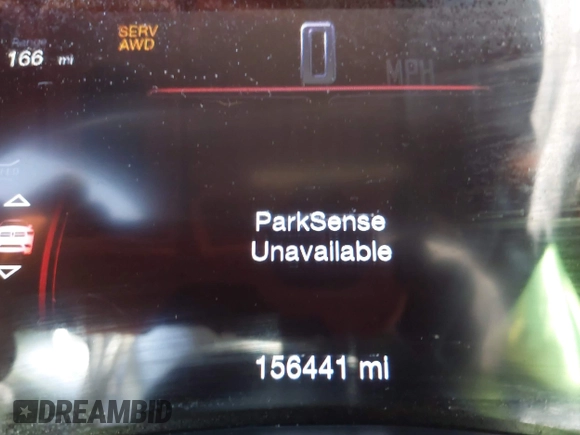 SERV
AWD
Range
166 mi
0
MPH
ParkSense
Unavailable
156441 mi
DREAMBID